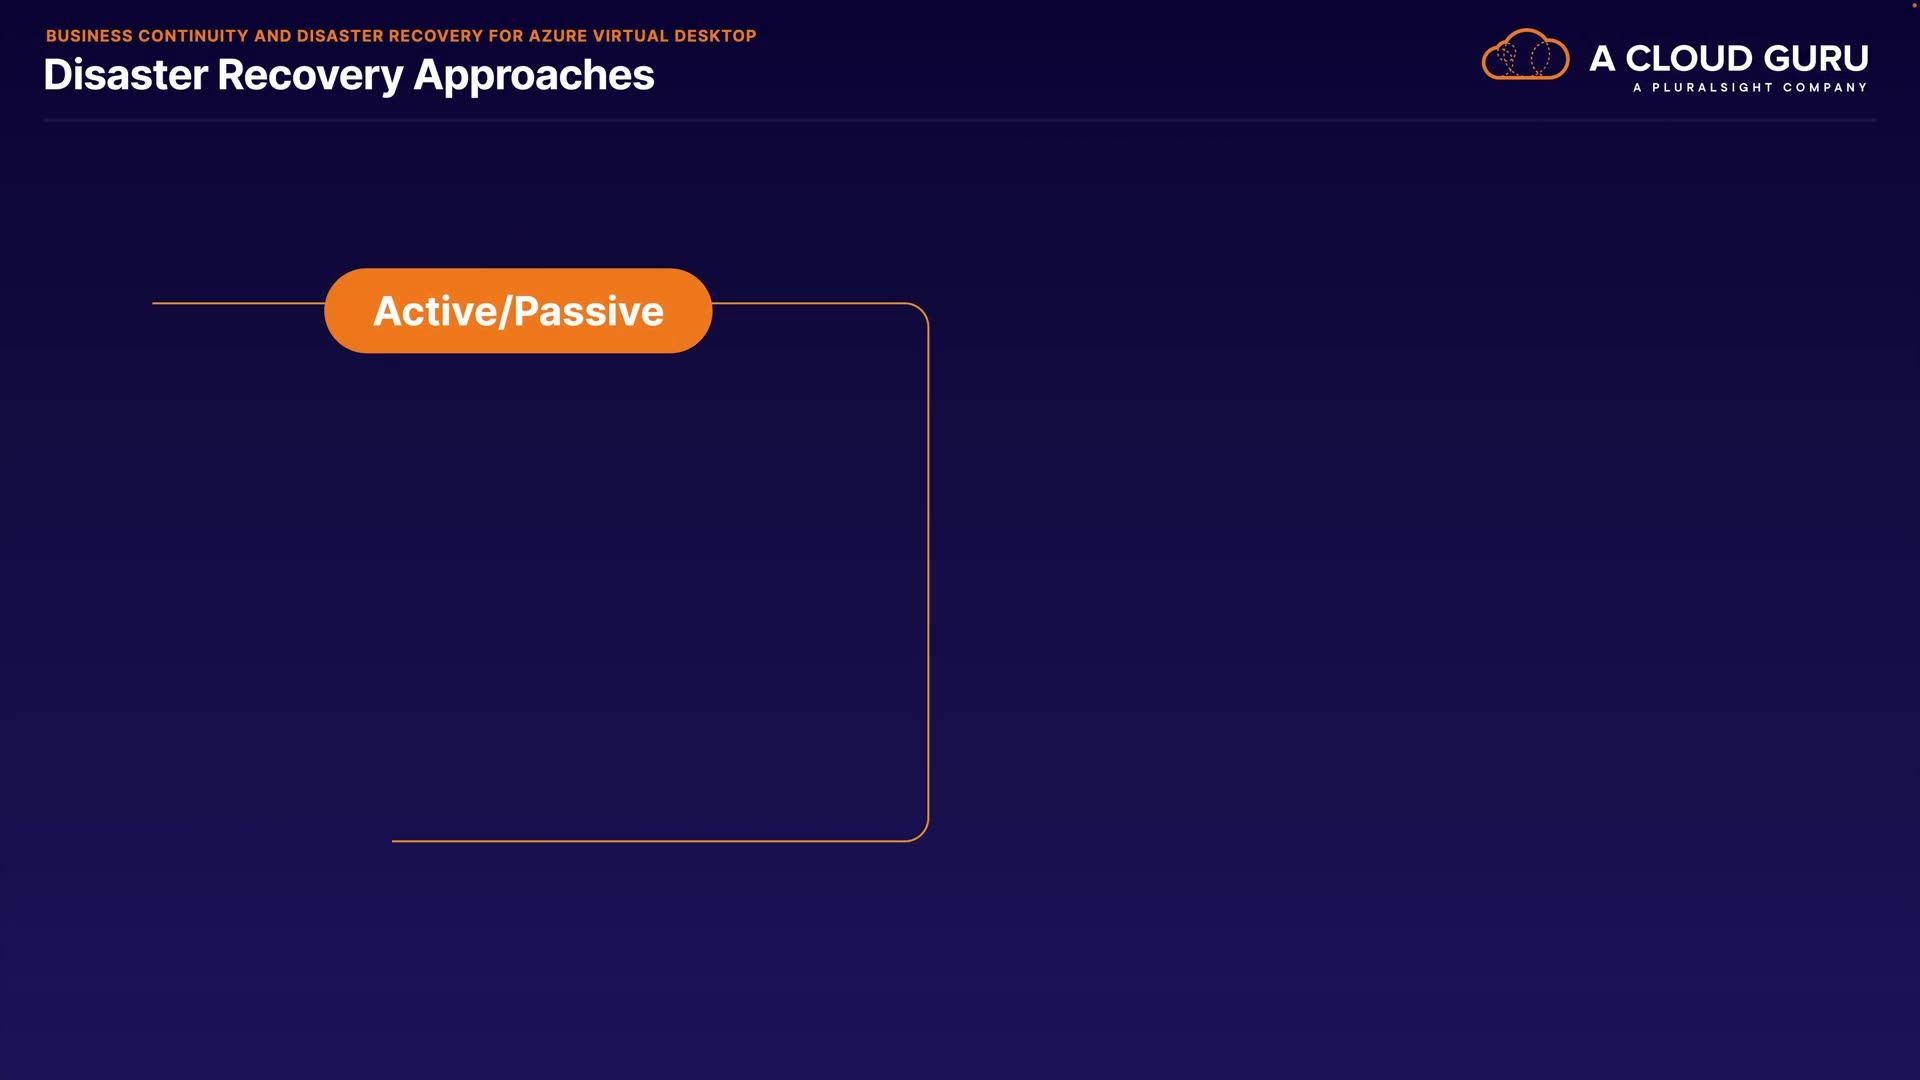 BUSINESS CONTINUITY AND DISASTER RECOVERY FOR AZURE VIRTUAL DESKTOP
Disaster Recovery Approaches
A CLOUD GURU
A PLURALSIGHT COMPANY
Active/Passive